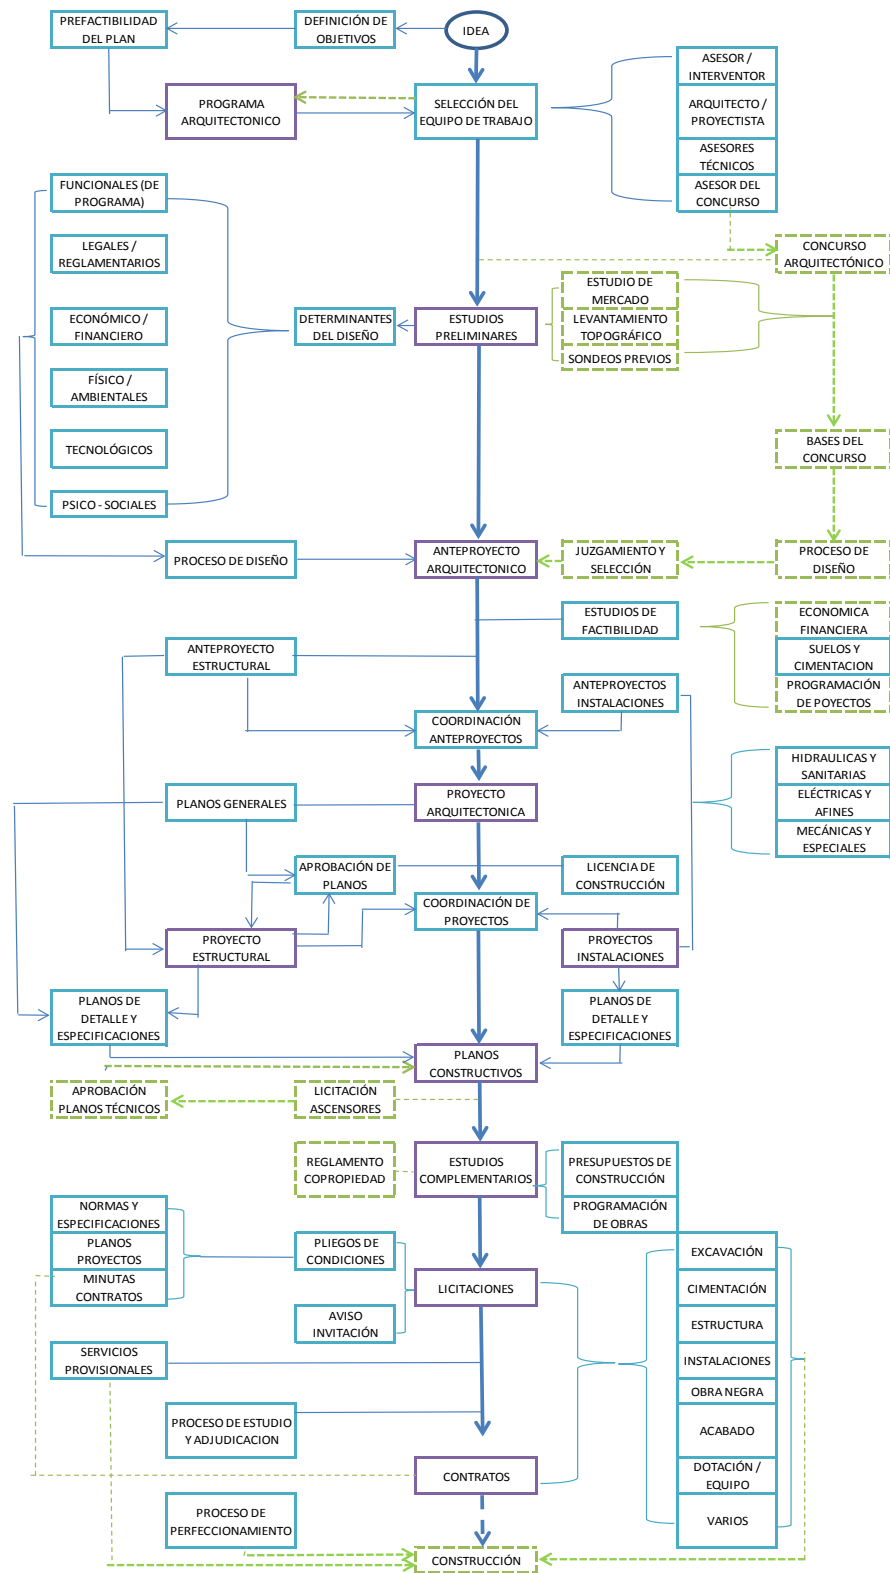 PREFACTIBILIDAD
DEL PLAN
DEFINICIÓN DE
OBJETIVOS
IDEA
ASESOR /
INTERVENTOR
PROGRAMA
ARQUITECTONICO
SELECCIÓN DEL
EQUIPO DE TRABAJO
ARQUITECTO /
PROYECTISTA
ASESORES
TÉCNICOS
ASESOR DEL
CONCURSO
FUNCIONALES (DE
PROGRAMA)
LEGALES /
REGLAMENTARIOS
CONCURSO
ARQUITECTÓNICO
ESTUDIO DE
MERCADO
ECONÓMICO /
FINANCIERO
DETERMINANTES
DEL DISEÑO
ESTUDIOS
PRELIMINARES
LEVANTAMIENTO
TOPOGRÁFICO
SONDEOS PREVIOS
FÍSICO /
AMBIENTALES
TECNOLÓGICOS
BASES DEL
CONCURSO
PSICO - SOCIALES
PROCESO DE DISEÑO
ANTEPROYECTO
ARQUITECTONICO
JUZGAMIENTO Y
SELECCIÓN
PROCESO DE
DISEÑO
ESTUDIOS DE
FACTIBILIDAD
ECONOMICA
FINANCIERA
ANTEPROYECTO
ESTRUCTURAL
SUELOS Y
CIMENTACION
ANTEPROYECTOS
INSTALACIONES
PROGRAMACIÓN
DE POYECTOS
COORDINACIÓN
ANTEPROYECTOS
HIDRAULICAS Y
SANITARIAS
PLANOS GENERALES
PROYECTO
ARQUITECTONICA
ELÉCTRICAS Y
AFINES
MECÁNICAS Y
ESPECIALES
APROBACIÓN DE
PLANOS
LICENCIA DE
CONSTRUCCIÓN
COORDINACIÓN DE
PROYECTOS
PROYECTO
ESTRUCTURAL
PROYECTOS
INSTALACIONES
PLANOS DE
DETALLE Y
ESPECIFICACIONES
PLANOS DE
DETALLE Y
ESPECIFICACIONES
PLANOS
CONSTRUCTIVOS
APROBACIÓN
PLANOS TÉCNICOS
LICITACIÓN
ASCENSORES
REGLAMENTO
COPROPIEDAD
ESTUDIOS
COMPLEMENTARIOS
PRESUPUESTOS DE
CONSTRUCCIÓN
PROGRAMACIÓN
DE OBRAS
NORMAS Y
ESPECIFICACIONES
PLANOS
PROYECTOS
MINUTAS
CONTRATOS
PLIEGOS DE
CONDICIONES
EXCAVACIÓN
LICITACIONES
CIMENTACIÓN
AVISO
INVITACIÓN
ESTRUCTURA
SERVICIOS
PROVISIONALES
INSTALACIONES
OBRA NEGRA
PROCESO DE ESTUDIO
Y ADJUDICACION
ACABADO
CONTRATOS
DOTACIÓN /
EQUIPO
PROCESO DE
PERFECCIONAMIENTO
VARIOS
CONSTRUCCIÓN